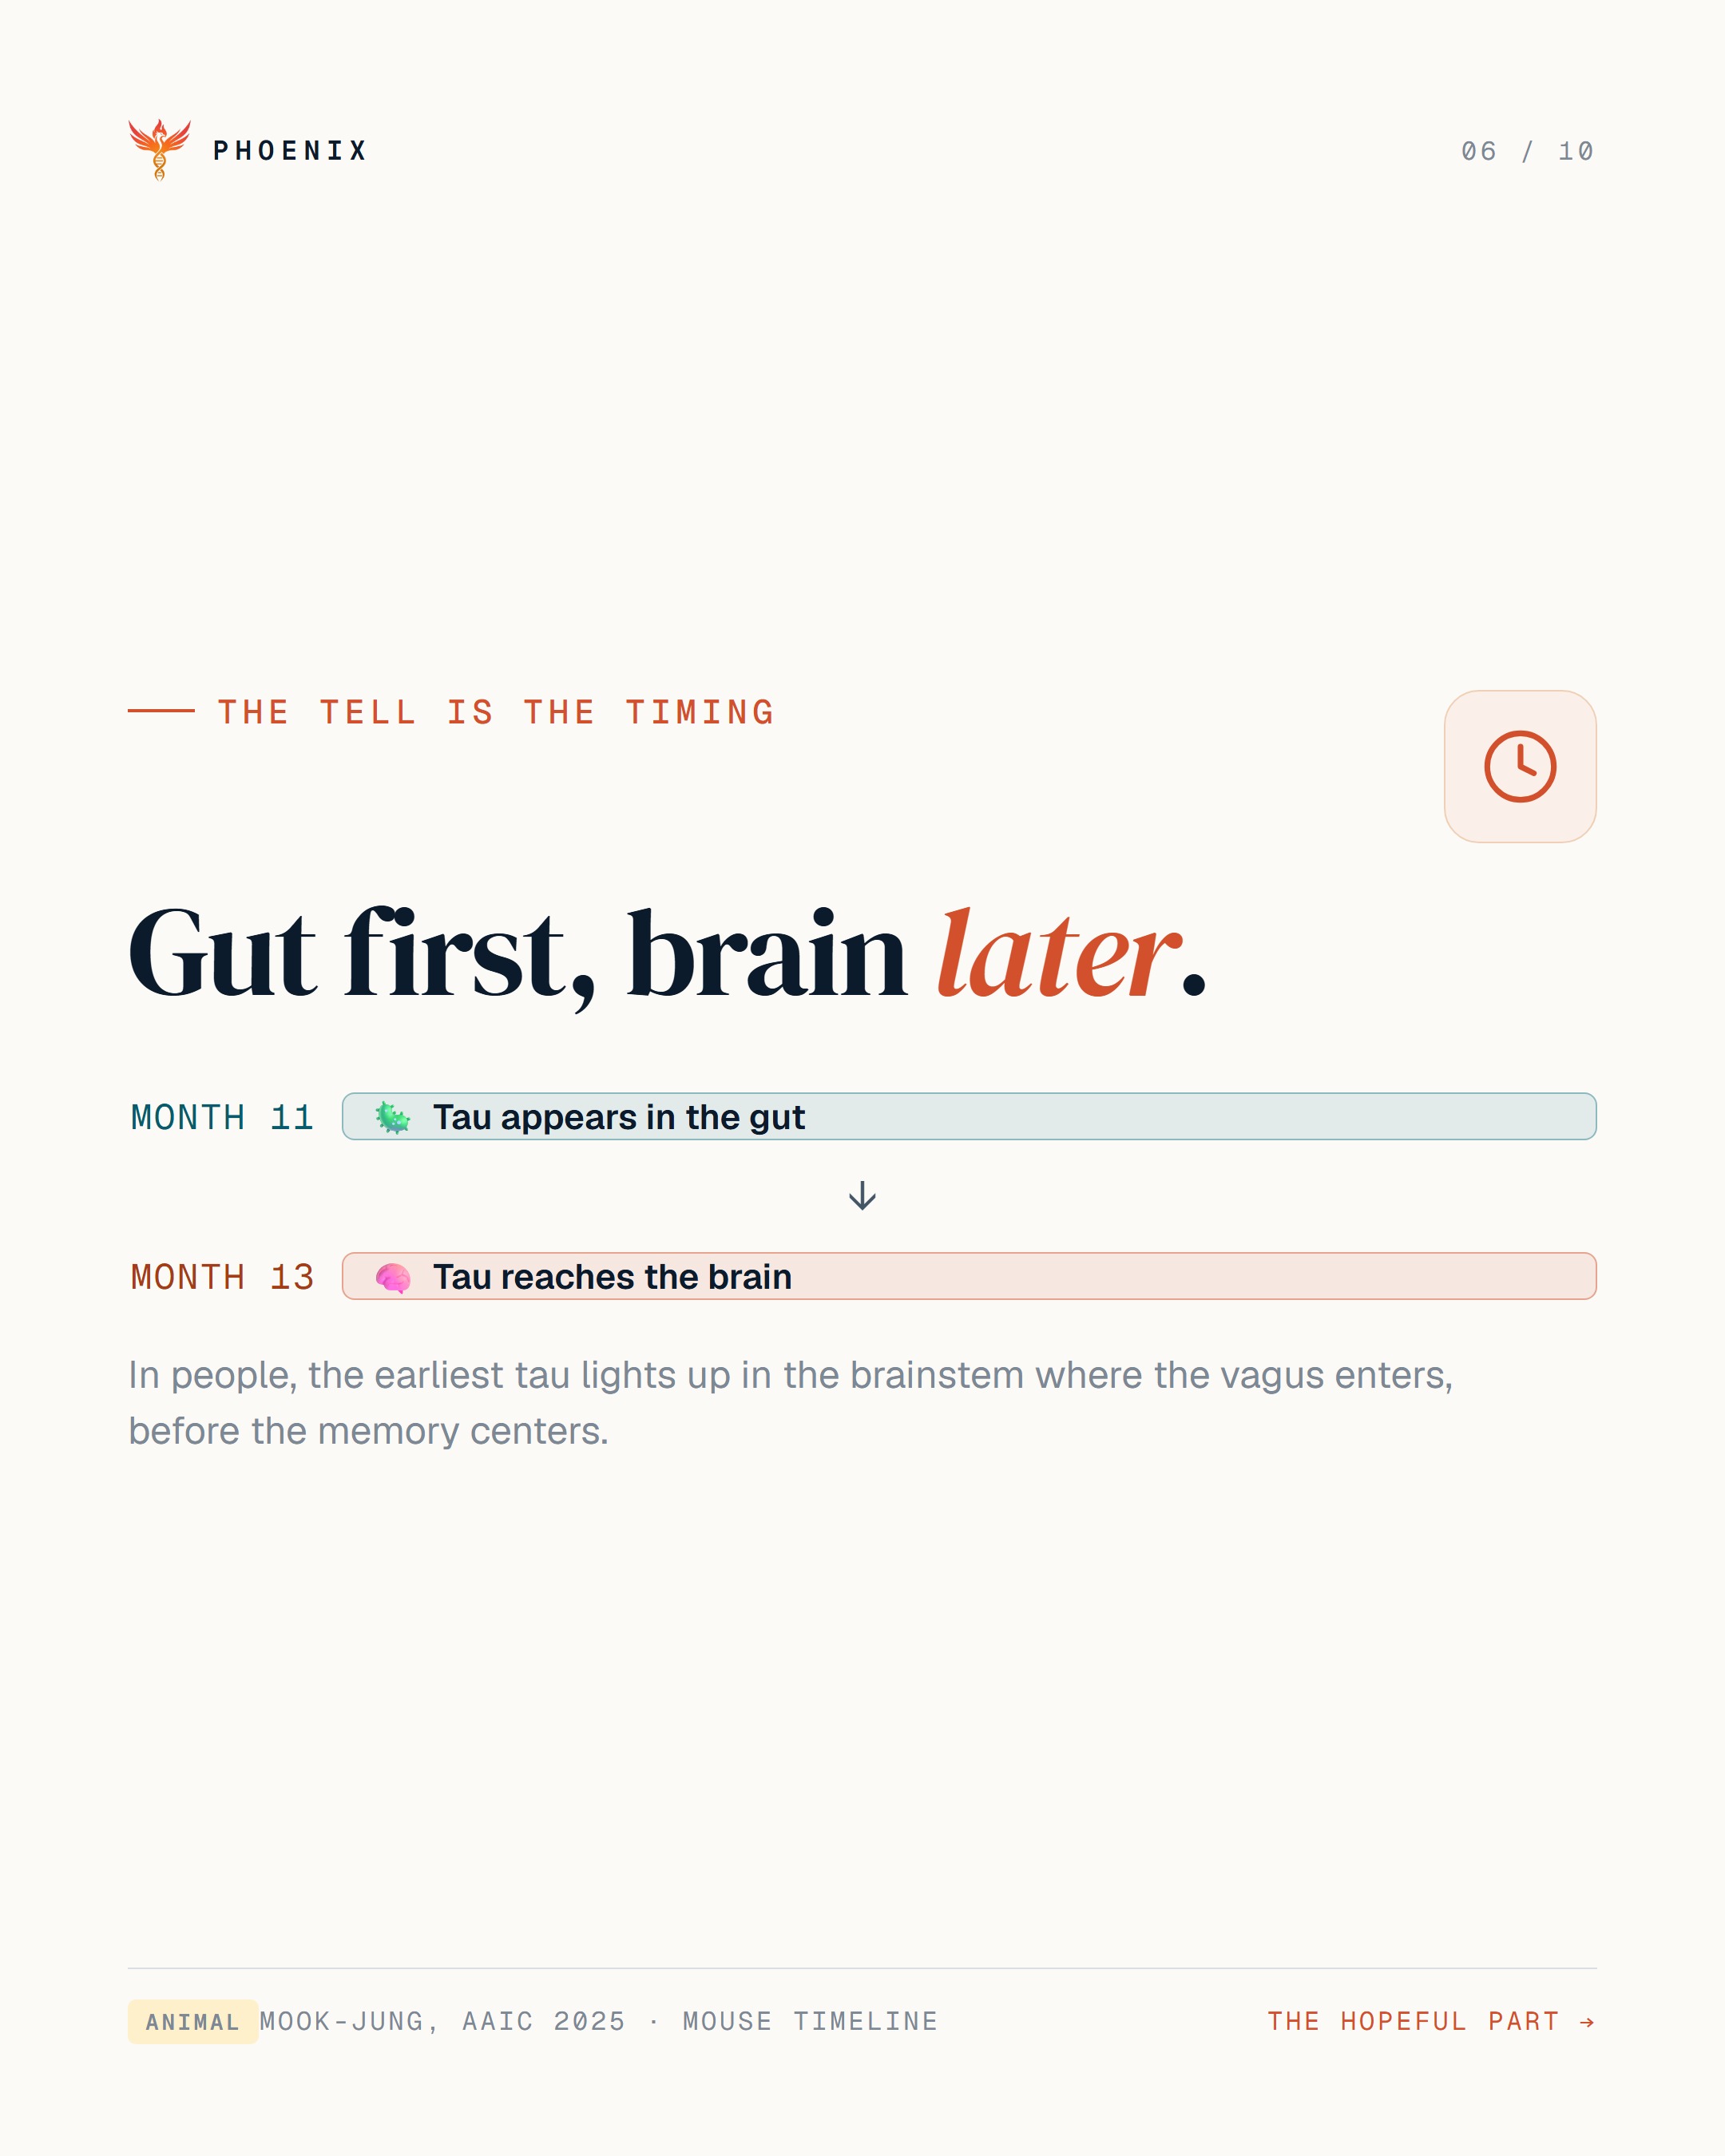 PHOENIX
06 / 10
THE TELL IS THE TIMING
Gut first, brain later.
MONTH 11 Tau appears in the gut
↓
MONTH 13 Tau reaches the brain
In people, the earliest tau lights up in the brainstem where the vagus enters,
before the memory centers.
ANIMAL MOOK-JUNG, AAIC 2025 · MOUSE TIMELINE
THE HOPEFUL PART →